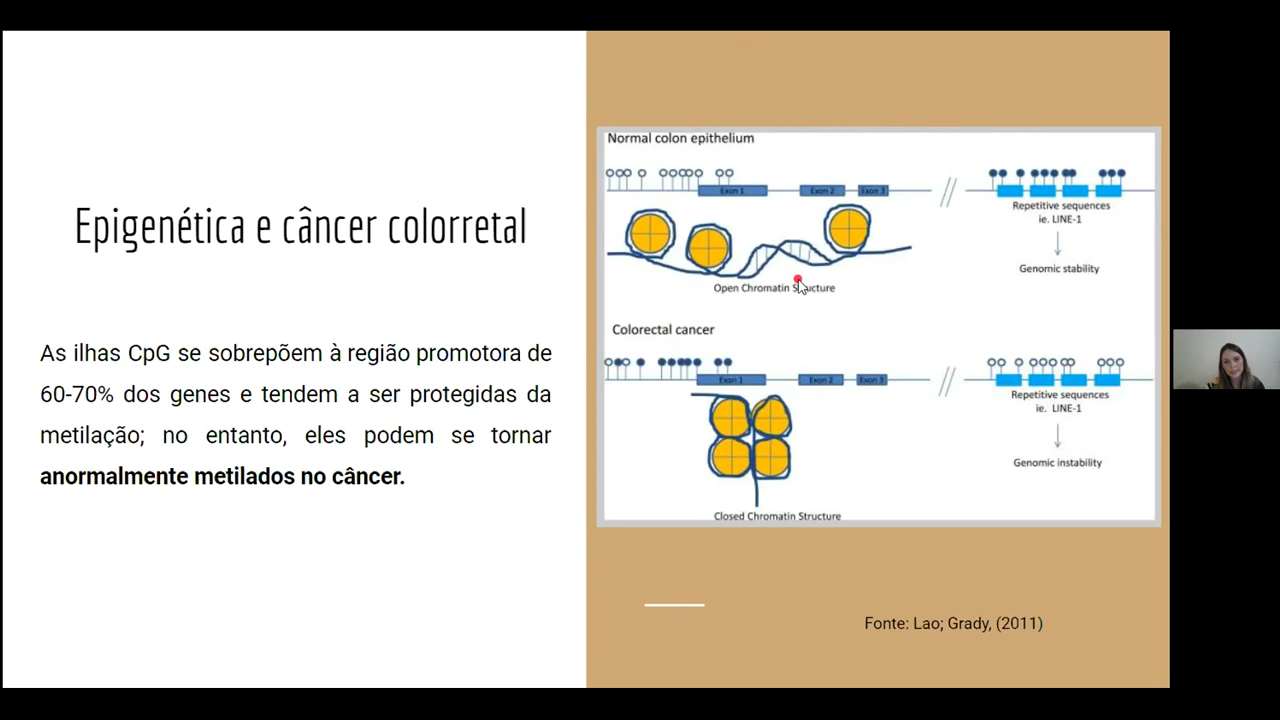 Epigenética e câncer colorretal
As ilhas CpG se sobrepõem à região promotora de
60-70% dos genes e tendem a ser protegidas da
metilação; no entanto, eles podem se tornar
anormalmente metilados no câncer.
Normal colon epithelium
Exon 1
Exon 2
Exon 3
Repetitive sequences
ie. LINE-1
Genomic stability
Open Chromatin Structure
Colorectal cancer
Exon 1
Exon 2
Exon 3
Repetitive sequences
ie. LINE-1
Genomic instability
Closed Chromatin Structure
Fonte: Lao; Grady, (2011)